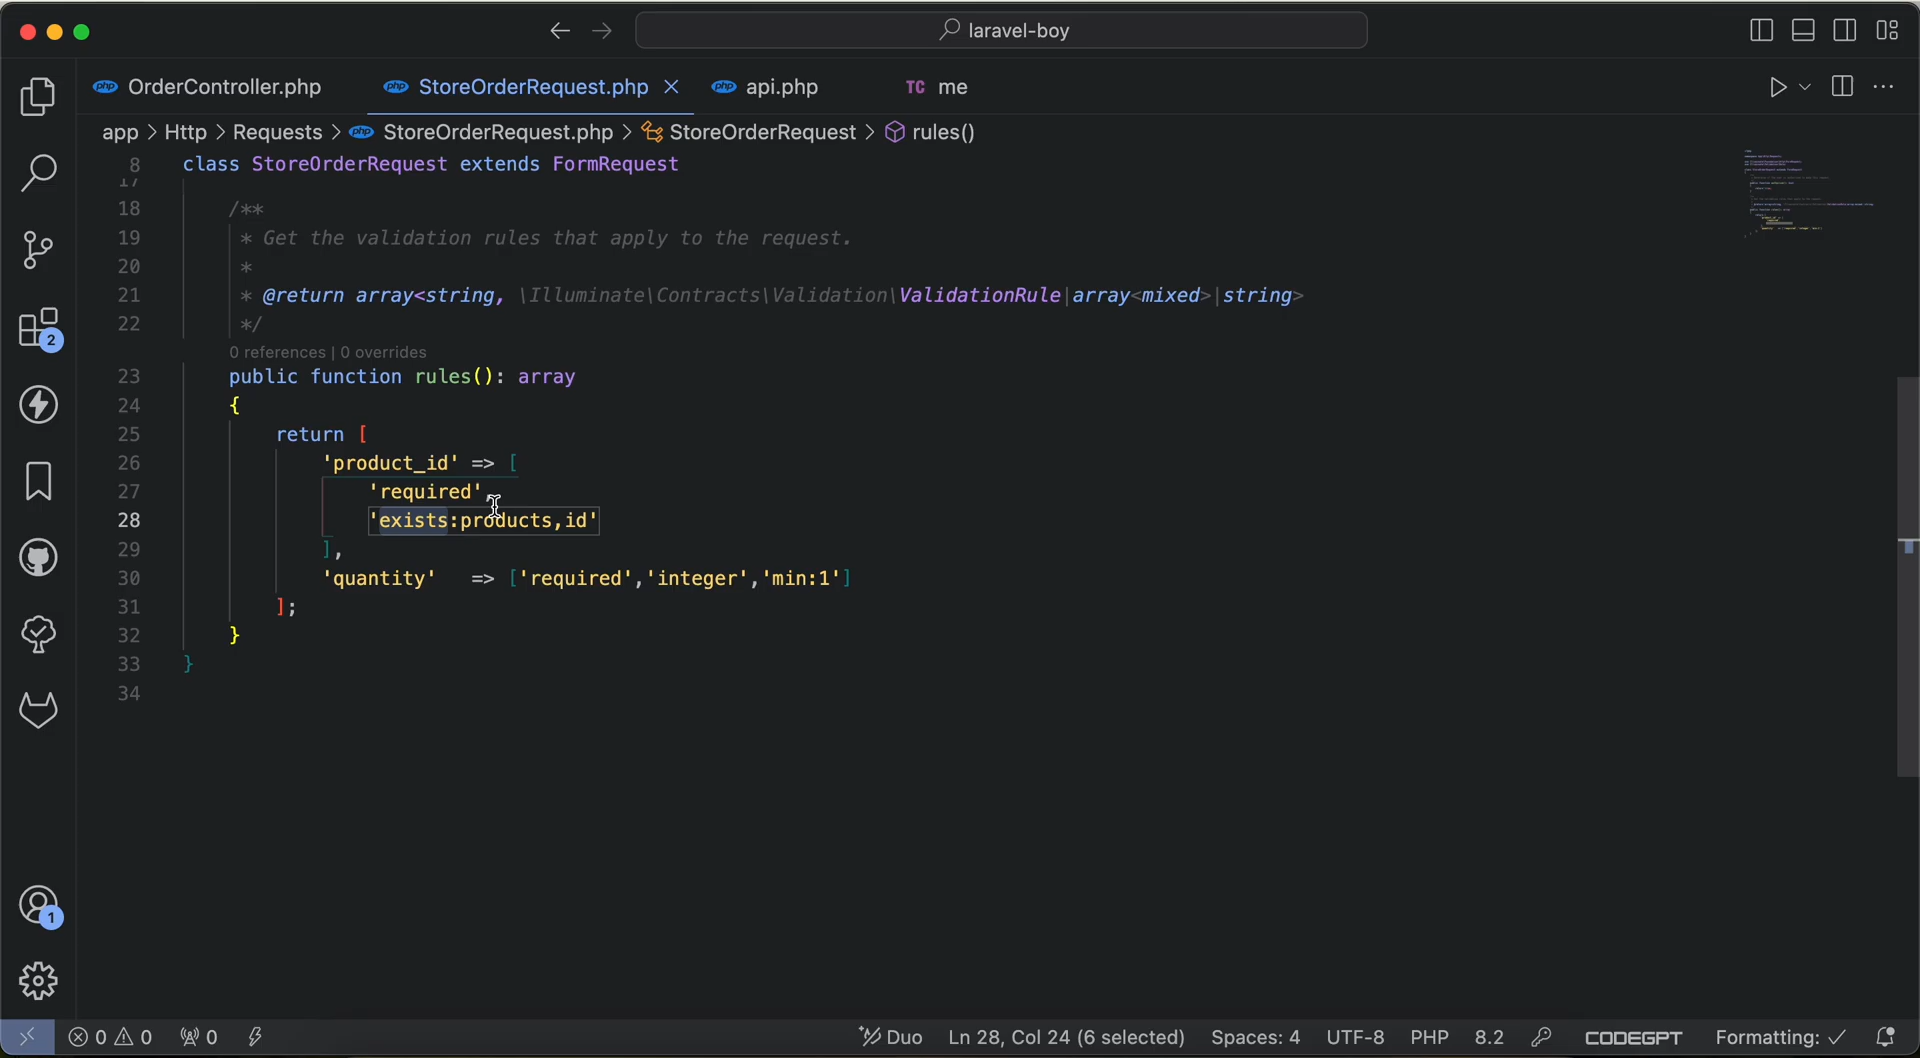 laravel-boy
php OrderController.php
php StoreOrderRequest.php
php api.php
TC me
app > Http > Requests > php StoreOrderRequest.php > StoreOrderRequest > rules()
8 class StoreOrderRequest extends FormRequest
17
18 /**
19 * Get the validation rules that apply to the request.
20 *
21 * @return array<string, \Illuminate\Contracts\Validation\ValidationRule|array<mixed>|string>
22 */
0 references | 0 overrides
23 public function rules(): array
24 {
25 return [
26 'product_id' => [
27 'required',
28 'exists:products,id'
29 ],
30 'quantity'   => ['required','integer','min:1']
31 ];
32 }
33 }
34
2
1
0 0 0 Duo Ln 28, Col 24 (6 selected) Spaces: 4 UTF-8 PHP 8.2 CODEGPT Formatting: ✓